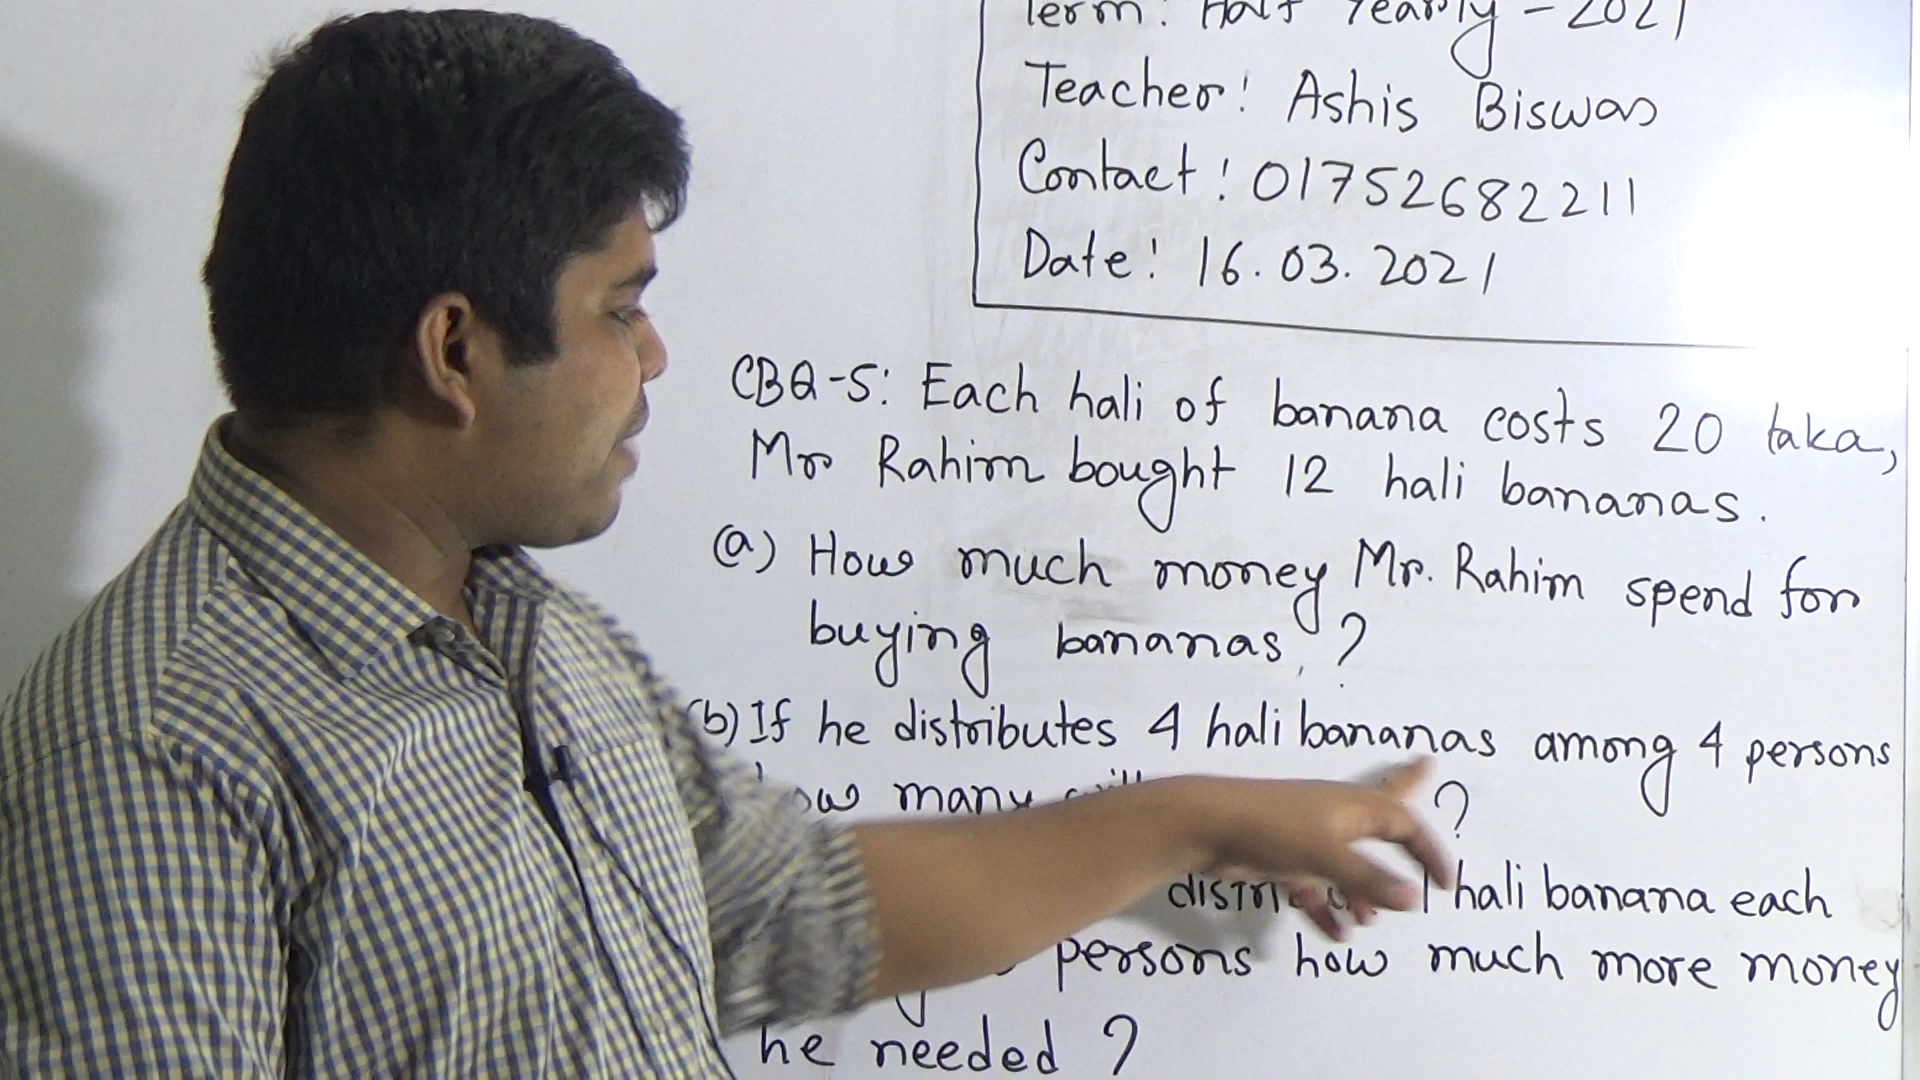 Term: Half Yearly - 2021
Teacher: Ashis Biswas
Contact: 01752682211
Date: 16.03.2021
CBQ-5: Each hali of banana costs 20 taka,
Mr Rahim bought 12 hali bananas.
(a) How much money Mr. Rahim spend for
buying bananas ?
(b) If he distributes 4 hali bananas among 4 persons
how many ?
1 hali banana each
persons how much more money
he needed ?